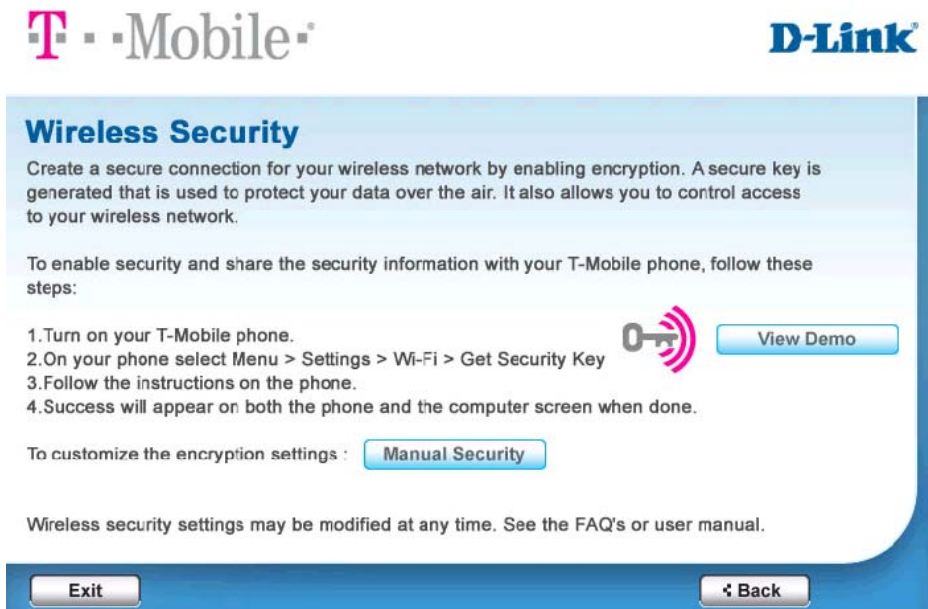 T··Mobile·
D-Link
Wireless Security
Create a secure connection for your wireless network by enabling encryption. A secure key is
generated that is used to protect your data over the air. It also allows you to control access
to your wireless network.
To enable security and share the security information with your T-Mobile phone, follow these
steps:
1.Turn on your T-Mobile phone.
2.On your phone select Menu > Settings > Wi-Fi > Get Security Key
3.Follow the instructions on the phone.
4.Success will appear on both the phone and the computer screen when done.
View Demo
To customize the encryption settings :
Manual Security
Wireless security settings may be modified at any time. See the FAQ's or user manual.
Exit
Back